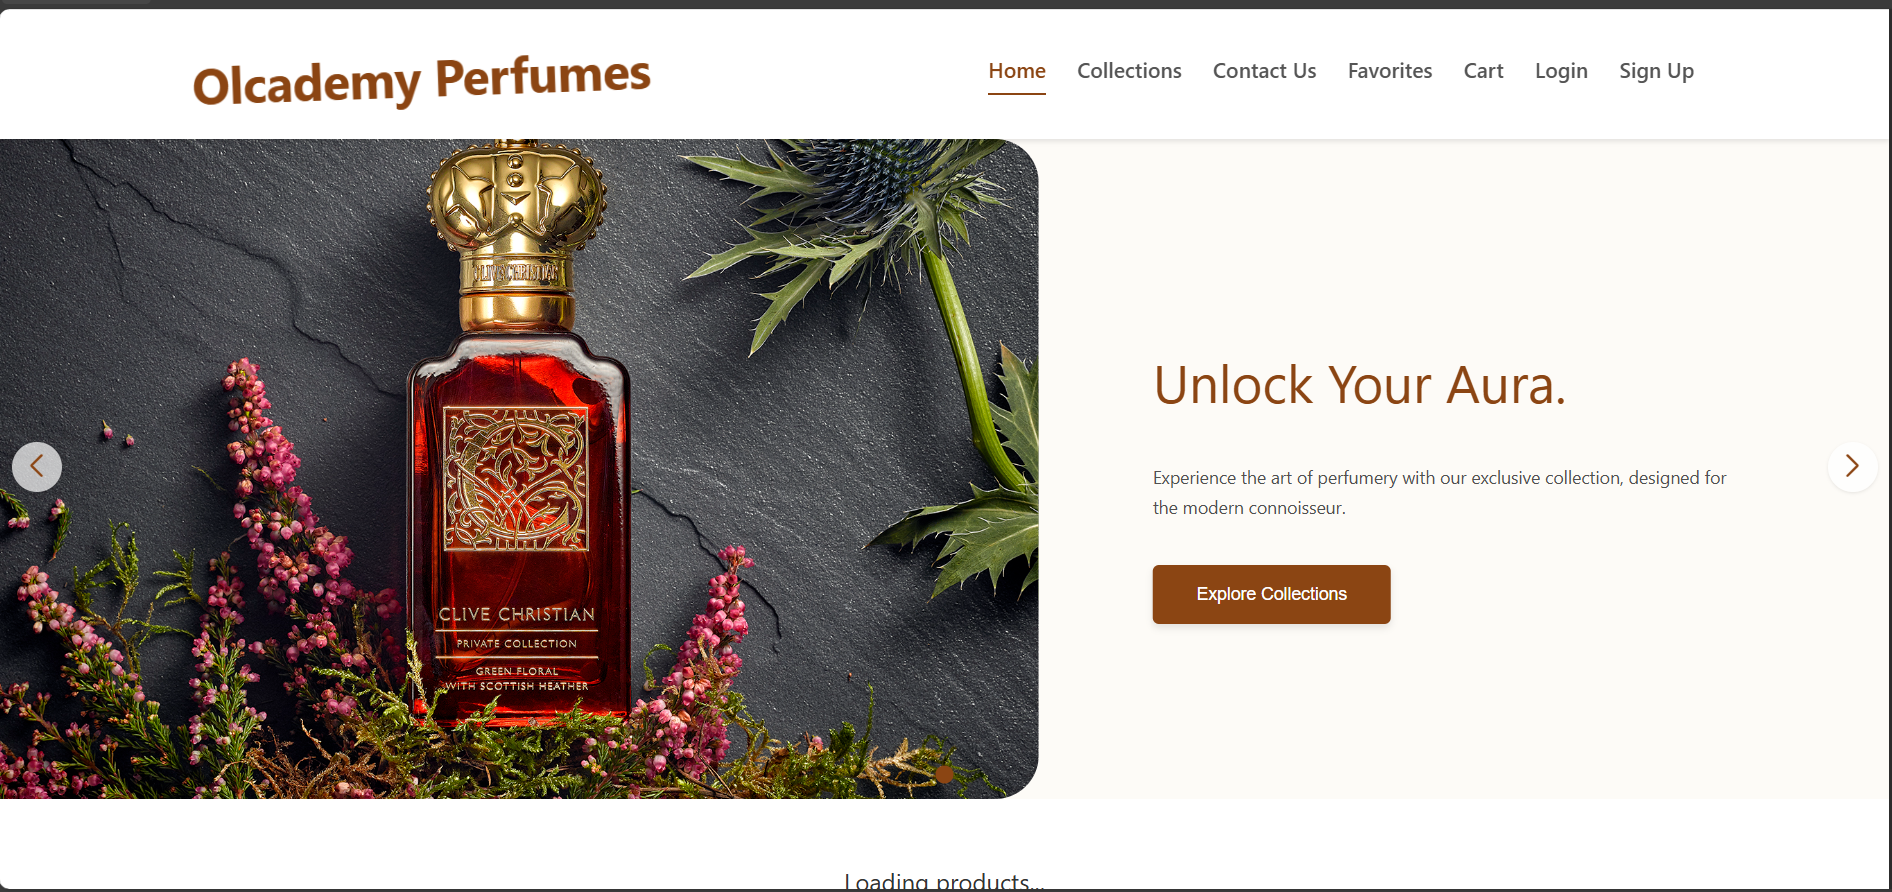 Olcademy Perfumes
Home Collections Contact Us Favorites Cart Login Sign Up
CLIVE CHRISTIAN
Unlock Your Aura.
Experience the art of perfumery with our exclusive collection, designed for
the modern connoisseur.
Explore Collections
CLIVE CHRISTIAN
PRIVATE COLLECTION
GREEN FLORAL
WITH SCOTTISH HEATHER
Loading products...